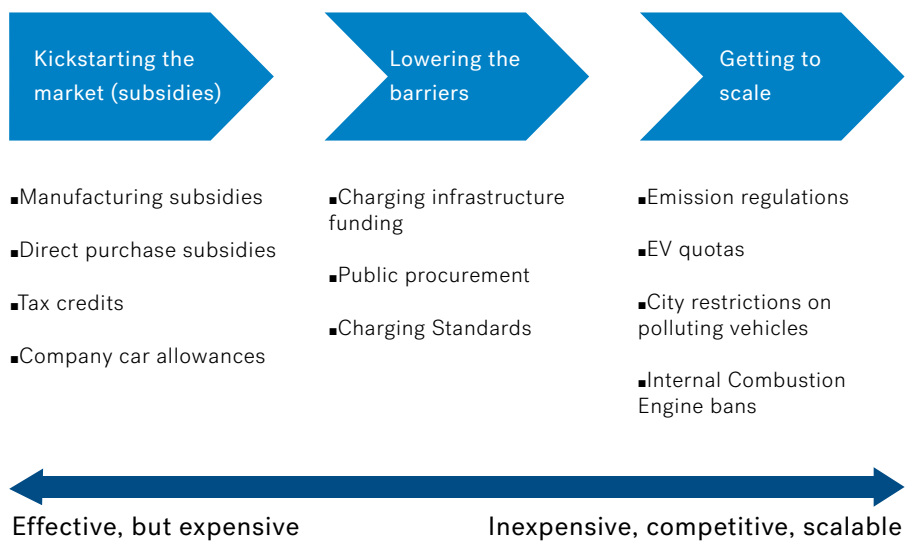 Kickstarting the
market (subsidies)
Lowering the
barriers
Getting to
scale
▪Manufacturing subsidies
▪Direct purchase subsidies
▪Tax credits
▪Company car allowances
▪Charging infrastructure
funding
▪Public procurement
▪Charging Standards
▪Emission regulations
▪EV quotas
▪City restrictions on
polluting vehicles
▪Internal Combustion
Engine bans
Effective, but expensive
Inexpensive, competitive, scalable